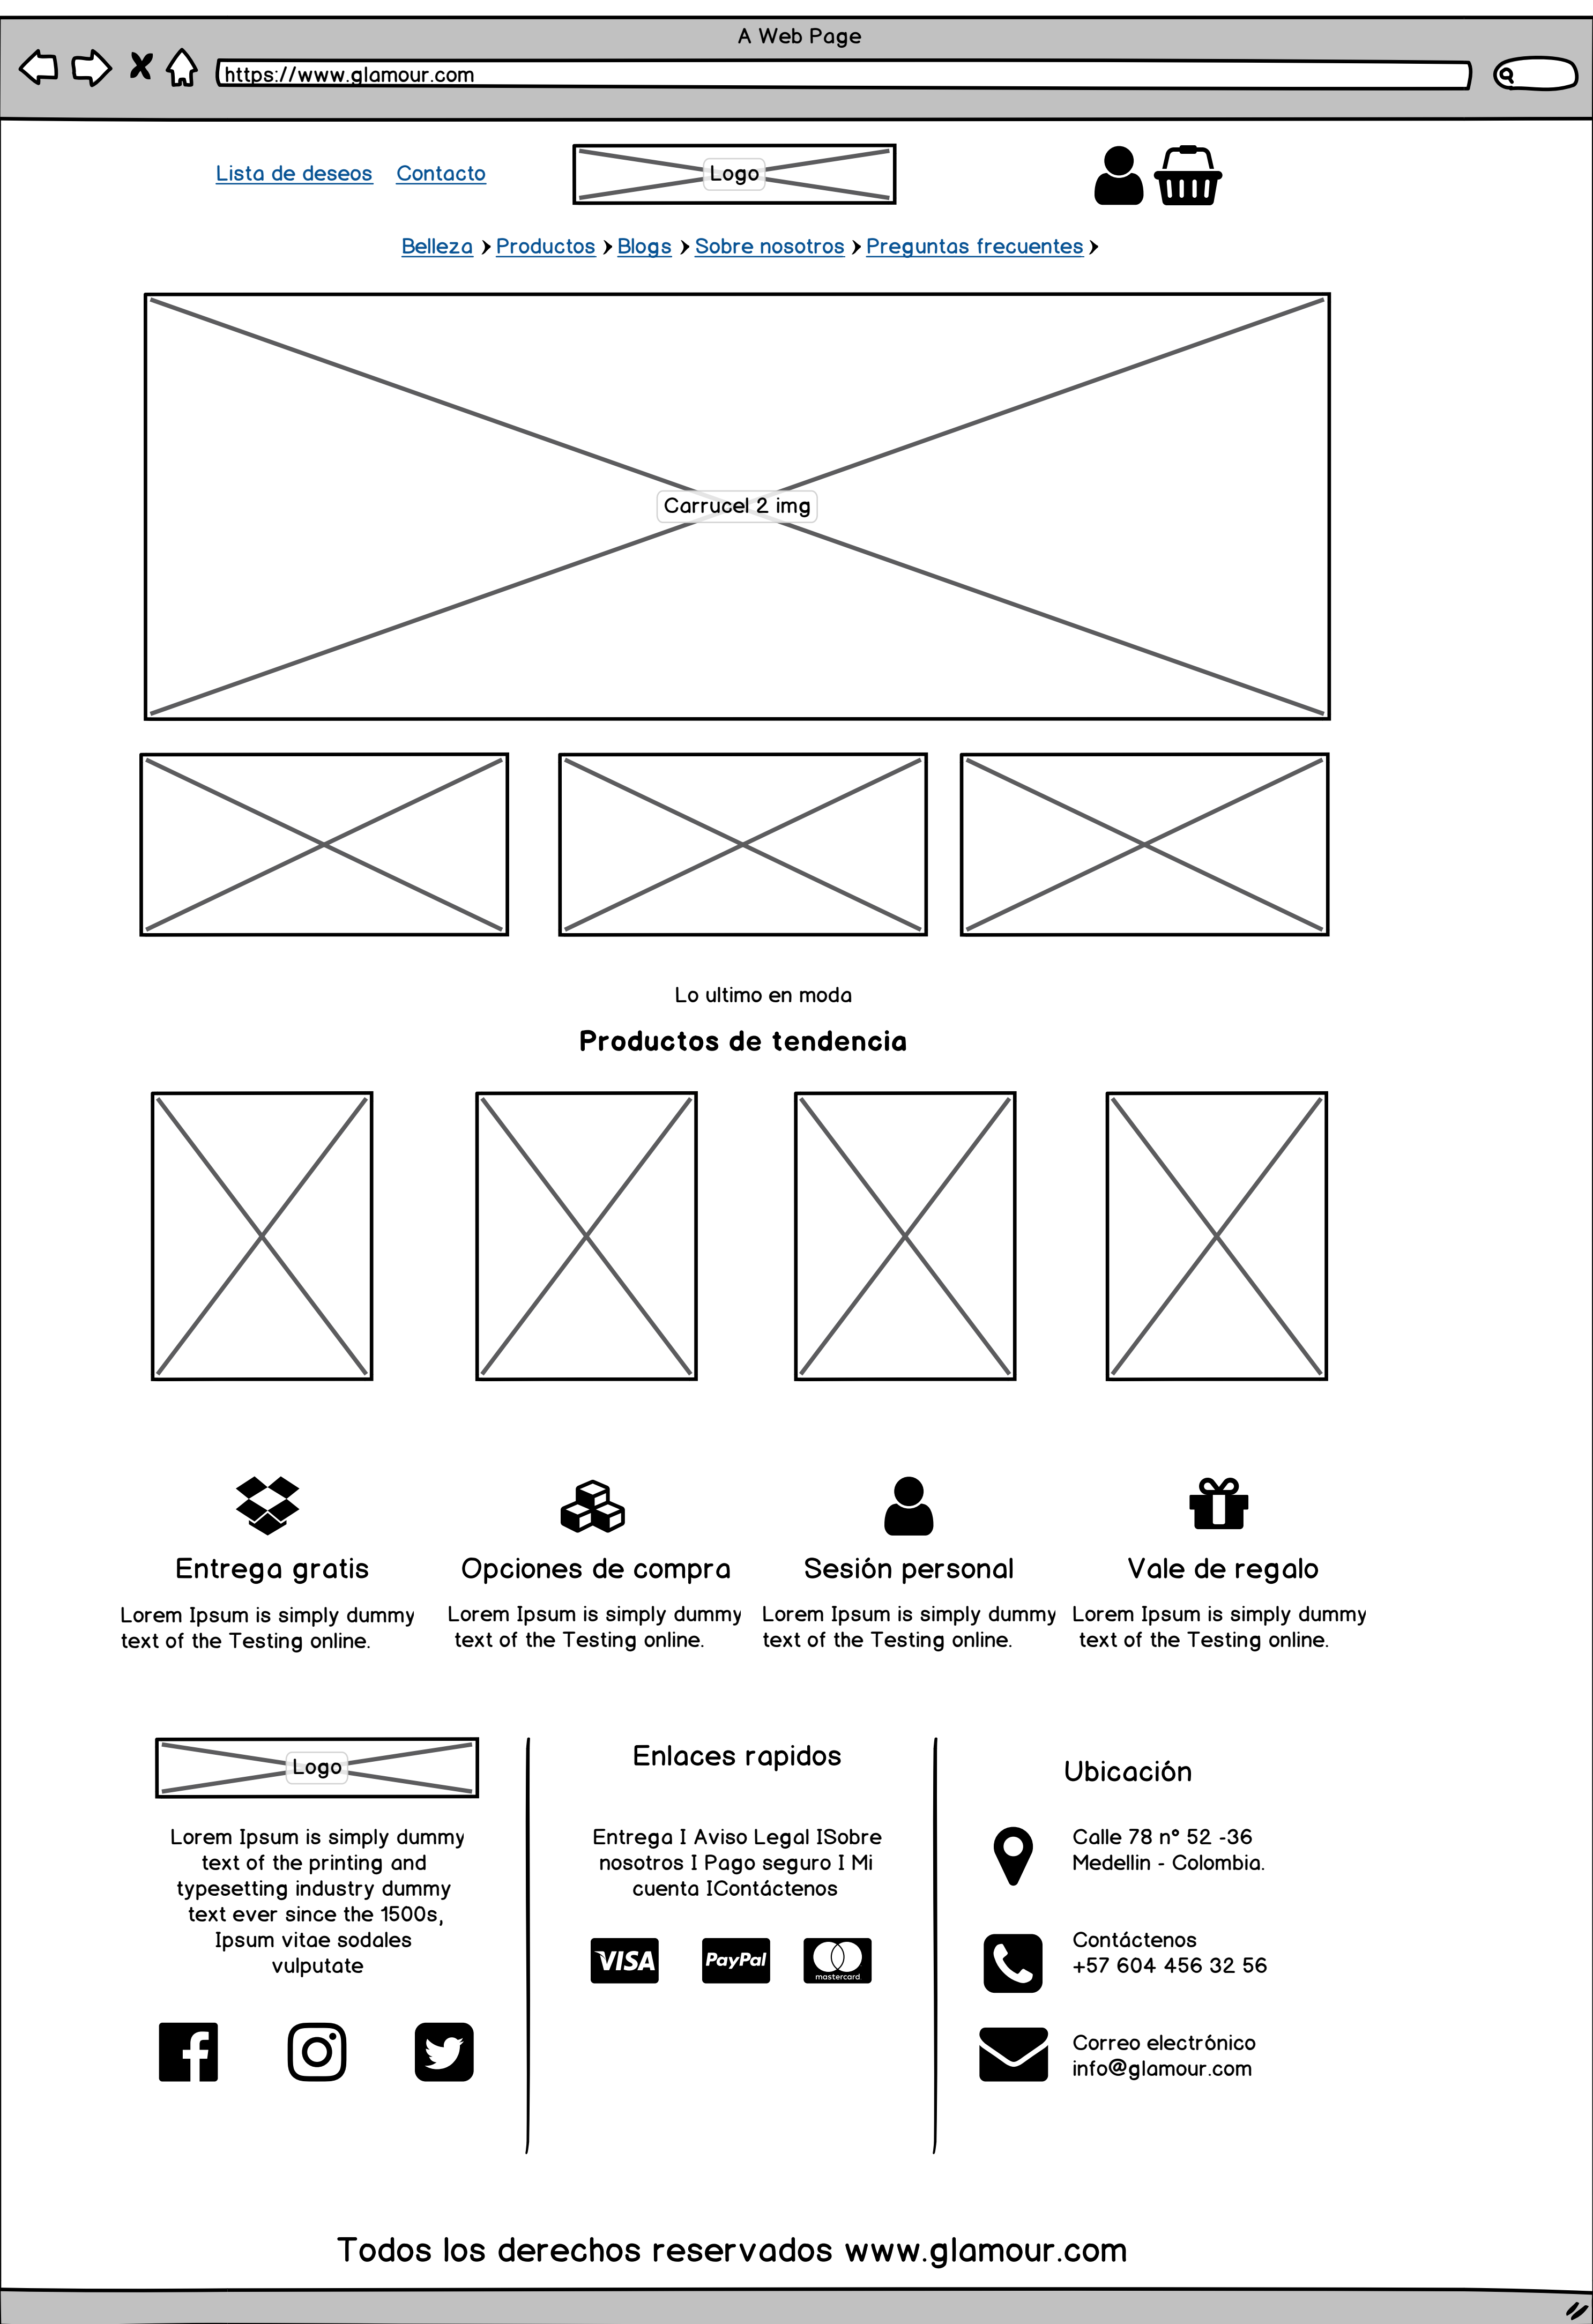 A Web Page
https://www.glamour.com
Lista de deseos Contacto Logo
Belleza Productos Blogs Sobre nosotros Preguntas frecuentes
Carrucel 2 img
Lo ultimo en moda
Productos de tendencia
Entrega gratis
Lorem Ipsum is simply dummy
text of the Testing online.
Opciones de compra
Lorem Ipsum is simply dummy
text of the Testing online.
Sesión personal
Lorem Ipsum is simply dummy
text of the Testing online.
Vale de regalo
Lorem Ipsum is simply dummy
text of the Testing online.
Logo
Lorem Ipsum is simply dummy
text of the printing and
typesetting industry dummy
text ever since the 1500s,
Ipsum vitae sodales
vulputate
Enlaces rapidos
Entrega I Aviso Legal ISobre
nosotros I Pago seguro I Mi
cuenta IContáctenos
VISA PayPal mastercard
Ubicación
Calle 78 n° 52 -36
Medellin - Colombia.
Contáctenos
+57 604 456 32 56
Correo electrónico
info@glamour.com
Todos los derechos reservados www.glamour.com